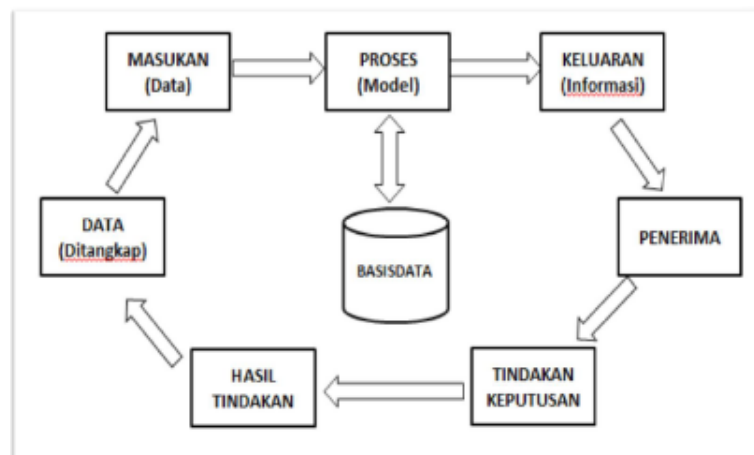 MASUKAN
(Data)
PROSES
(Model)
KELUARAN
(Informasi)
DATA
(Ditangkap)
BASISDATA
PENERIMA
HASIL
TINDAKAN
TINDAKAN
KEPUTUSAN